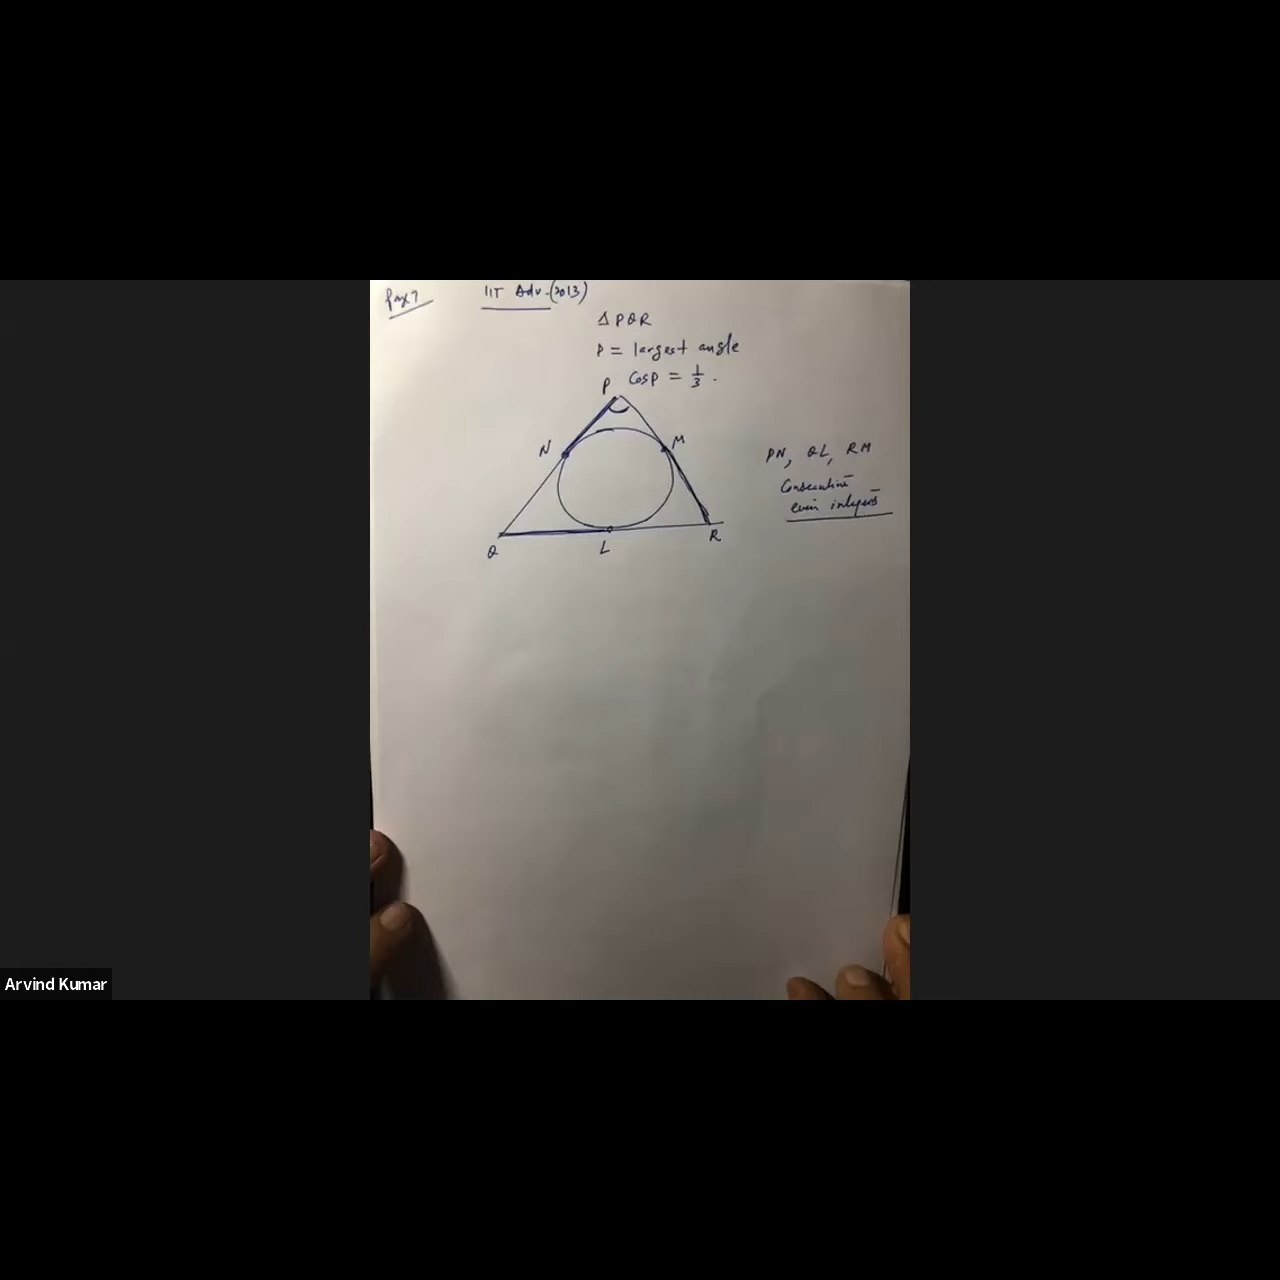 IIT Adv. (2013)
Δ PQR
P = largest angle
P
Cos P = 1/3 .
N
M
PN, QL, RM
Consecutive
even integers
Q
L
R
Arvind Kumar